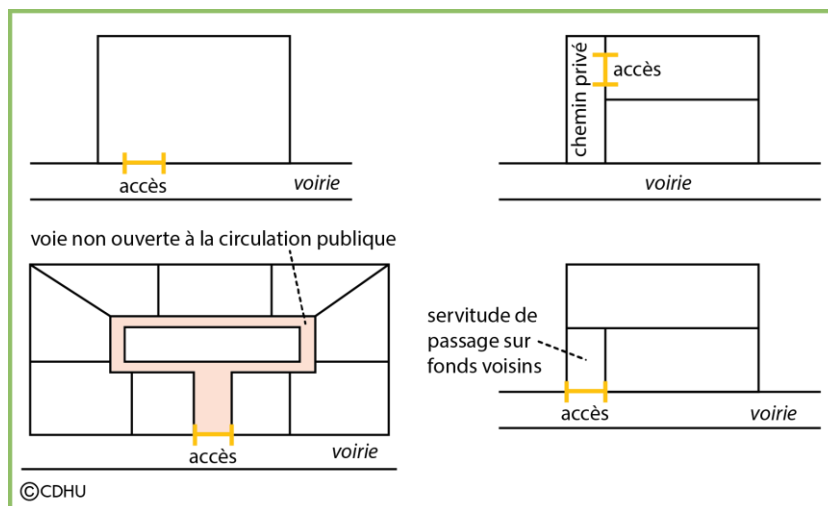 accès
voirie
chemin privé
accès
voirie
voie non ouverte à la circulation publique
accès
voirie
servitude de
passage sur
fonds voisins
accès
voirie
©CDHU